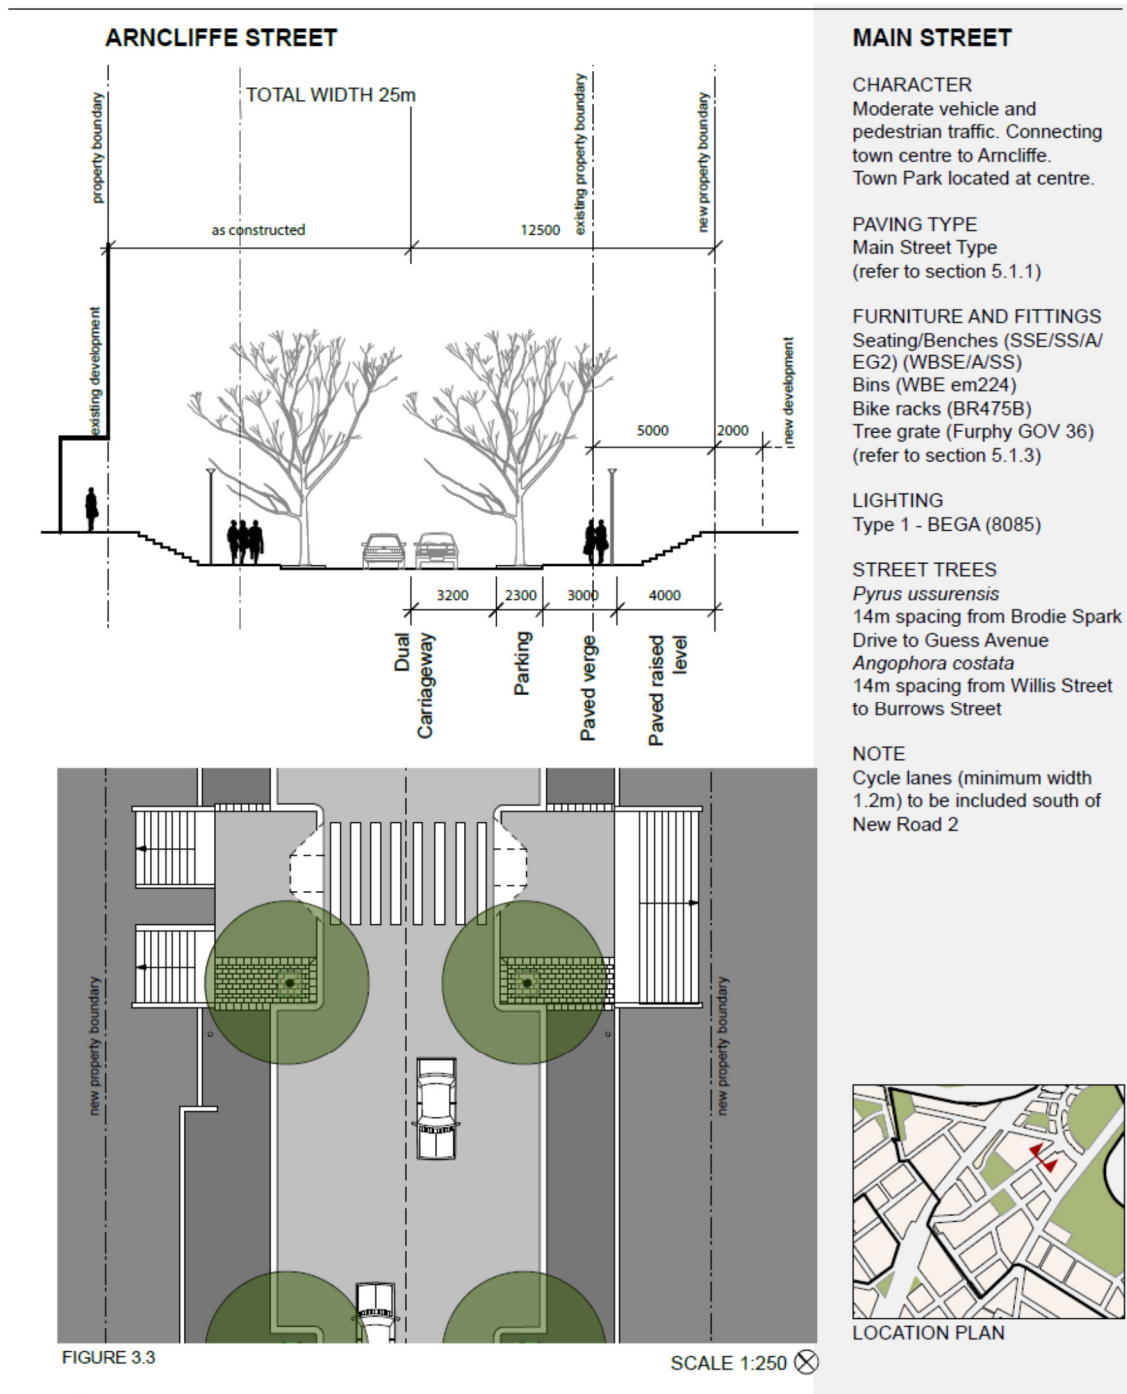 ARNCLIFFE STREET
TOTAL WIDTH 25m
property boundary
existing property boundary
new property boundary
as constructed
12500
existing development
new development
5000
2000
3200
2300
3000
4000
Dual
Carriageway
Parking
Paved verge
Paved raised
level
new property boundary
new property boundary
FIGURE 3.3
SCALE 1:250
MAIN STREET
CHARACTER
Moderate vehicle and
pedestrian traffic. Connecting
town centre to Arncliffe.
Town Park located at centre.
PAVING TYPE
Main Street Type
(refer to section 5.1.1)
FURNITURE AND FITTINGS
Seating/Benches (SSE/SS/A/
EG2) (WBSE/A/SS)
Bins (WBE em224)
Bike racks (BR475B)
Tree grate (Furphy GOV 36)
(refer to section 5.1.3)
LIGHTING
Type 1 - BEGA (8085)
STREET TREES
Pyrus ussurensis
14m spacing from Brodie Spark
Drive to Guess Avenue
Angophora costata
14m spacing from Willis Street
to Burrows Street
NOTE
Cycle lanes (minimum width
1.2m) to be included south of
New Road 2
LOCATION PLAN